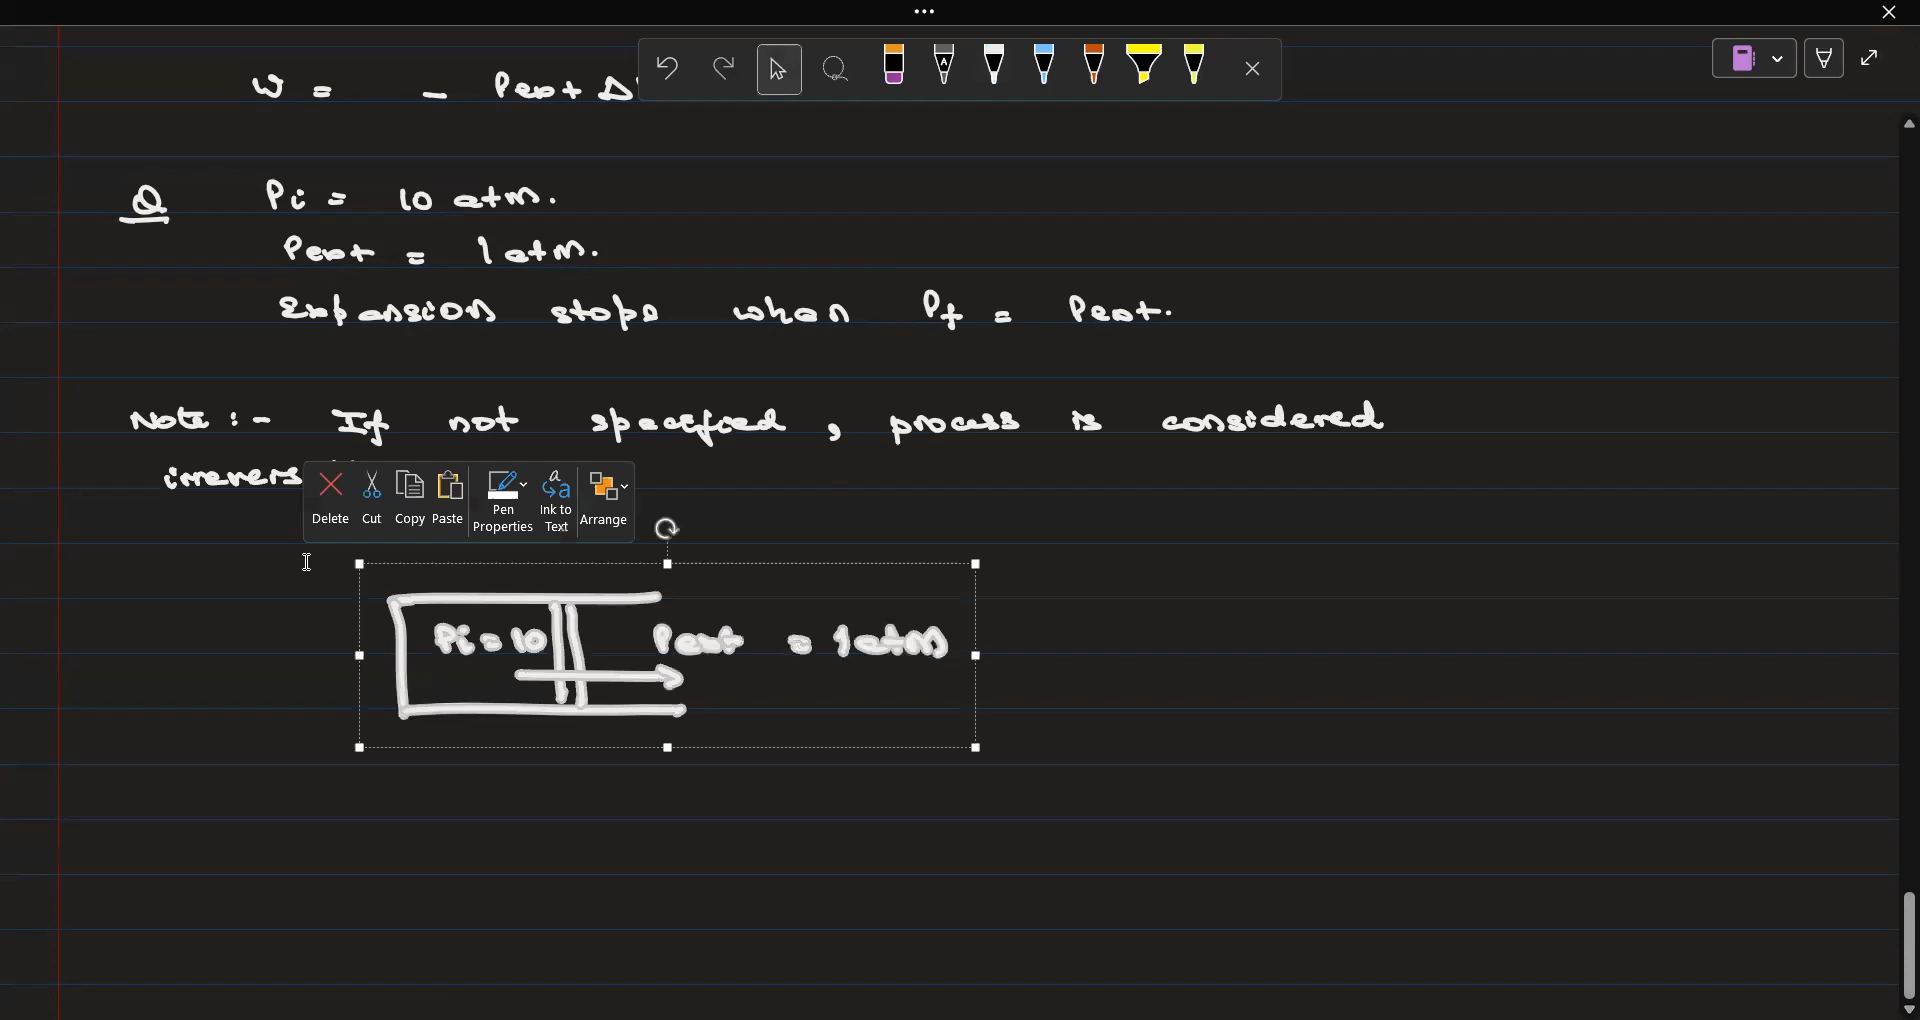 w = - Pext Δ
Q Pi = 10 atm.
Pext = 1 atm.
Expansion stops when Pf = Pext.
Note :- If not specified, process is considered
irrevers
Delete Cut Copy Paste Pen Properties Ink to Text Arrange
Pi = 10 Pext = 1 atm